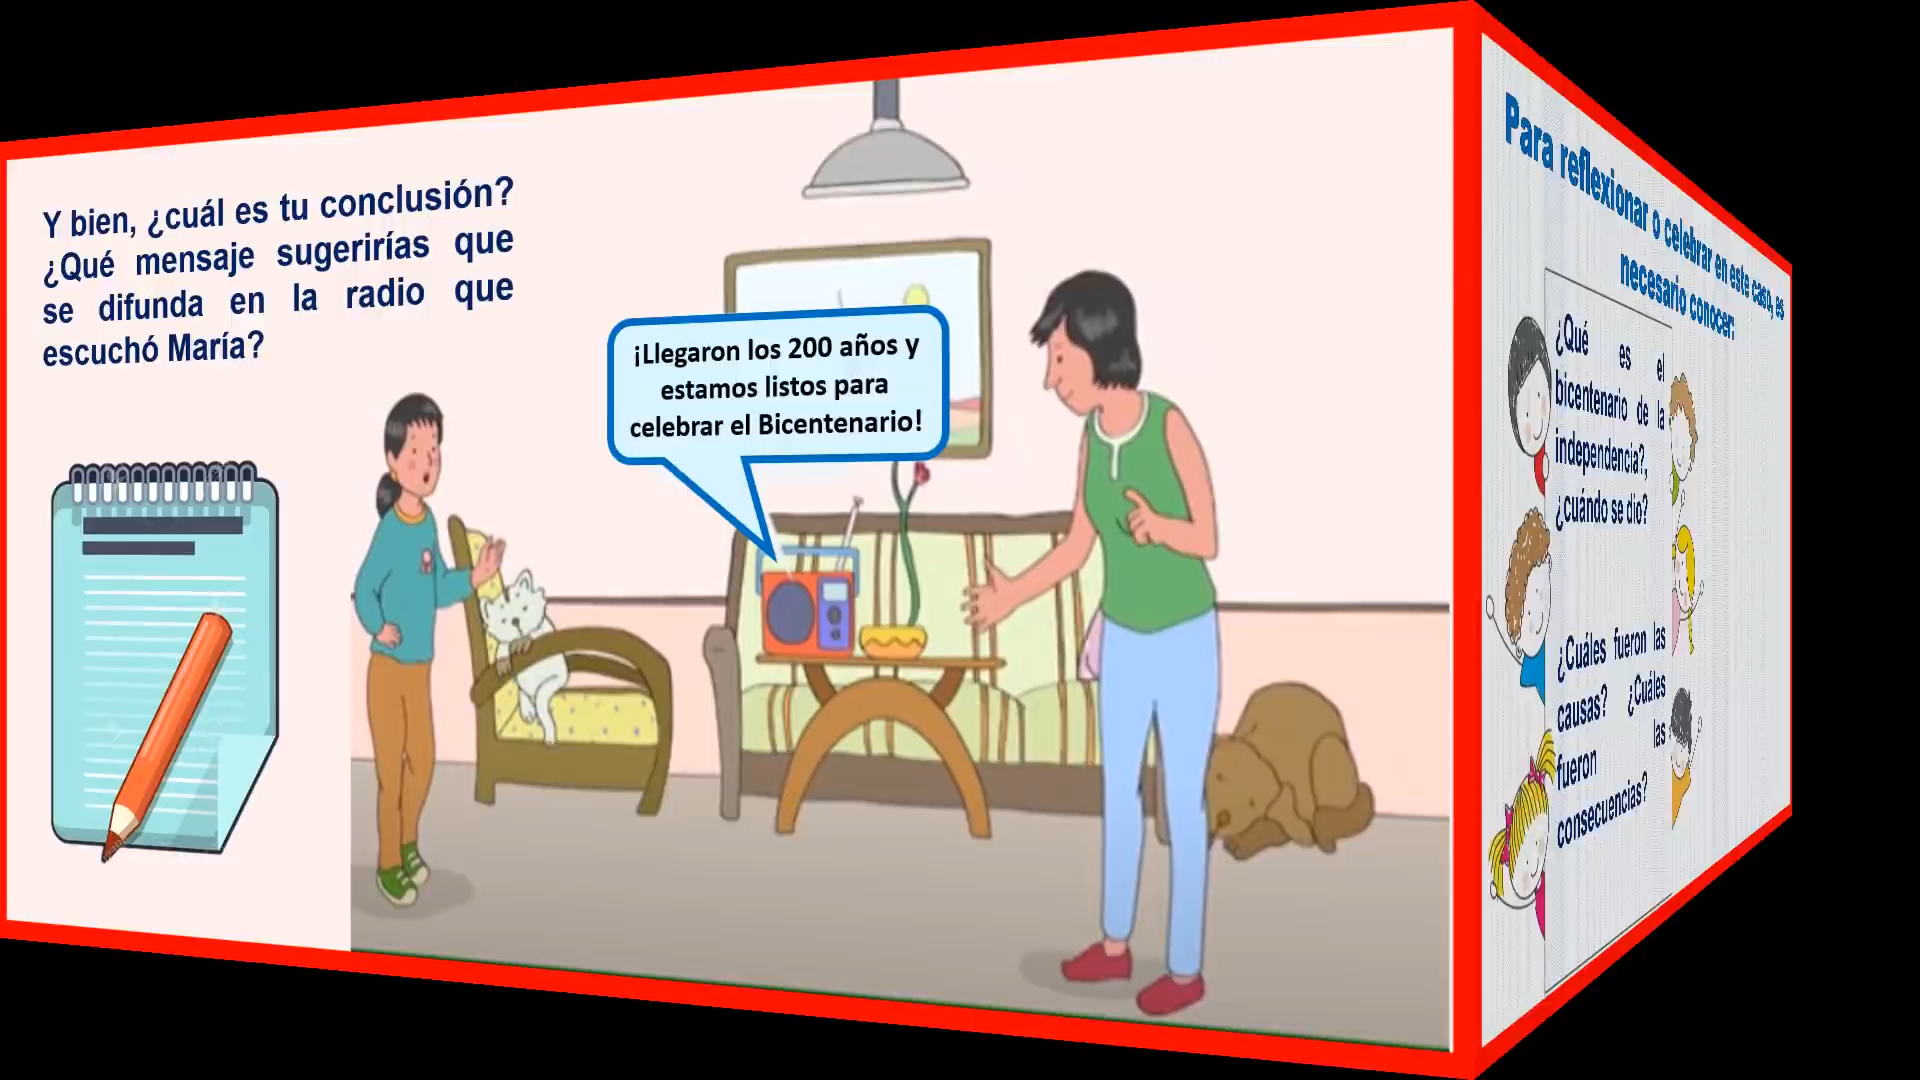 Y bien, ¿cuál es tu conclusión?
¿Qué mensaje sugerirías que
se difunda en la radio que
escuchó María?
¡Llegaron los 200 años y
estamos listos para
celebrar el Bicentenario!
Para reflexionar o celebrar en este caso, es
necesario conocer:
¿Qué es el
bicentenario de la
independencia?,
¿cuándo se dio?
¿Cuáles fueron las
causas? ¿Cuáles
fueron las
consecuencias?